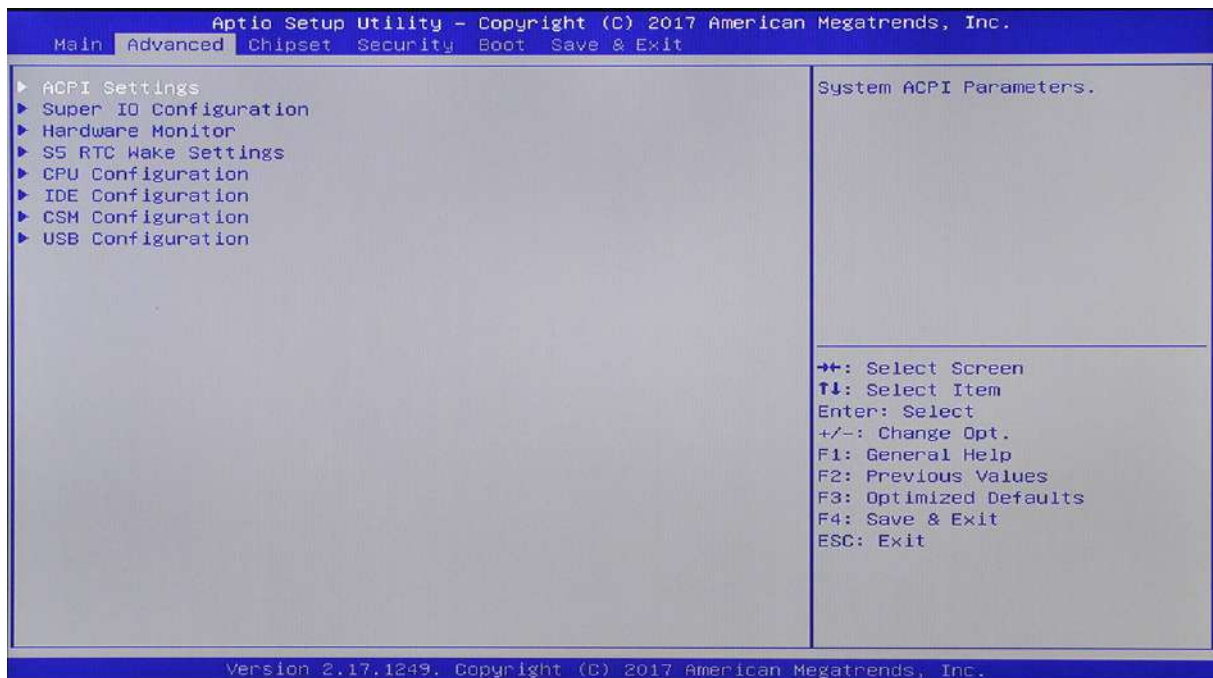 Aptio Setup Utility – Copyright (C) 2017 American Megatrends, Inc.
Main Advanced Chipset Security Boot Save & Exit
▶ ACPI Settings
▶ Super IO Configuration
▶ Hardware Monitor
▶ S5 RTC Wake Settings
▶ CPU Configuration
▶ IDE Configuration
▶ CSM Configuration
▶ USB Configuration
System ACPI Parameters.
→←: Select Screen
↑↓: Select Item
Enter: Select
+/-: Change Opt.
F1: General Help
F2: Previous Values
F3: Optimized Defaults
F4: Save & Exit
ESC: Exit
Version 2.17.1249. Copyright (C) 2017 American Megatrends, Inc.